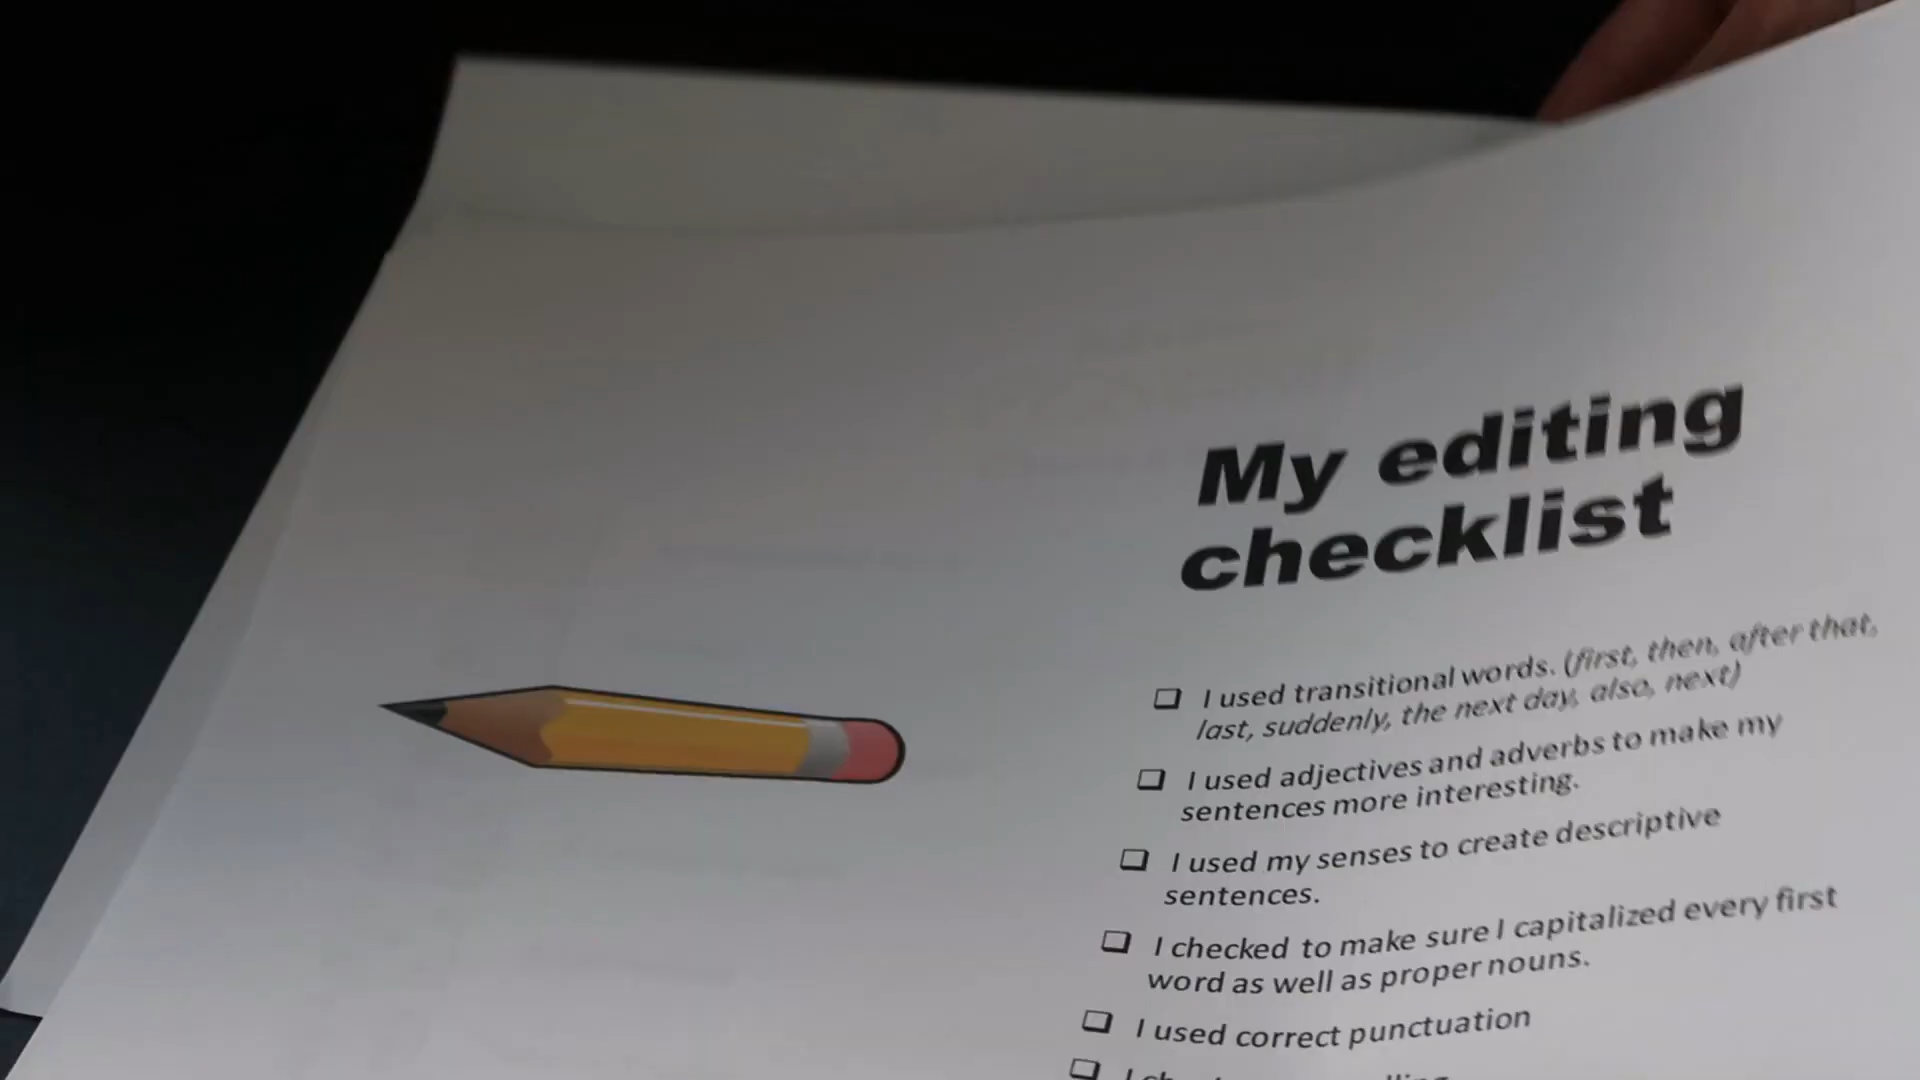 My editing
checklist
❏ I used transitional words. (first, then, after that,
last, suddenly, the next day, also, next)
❏ I used adjectives and adverbs to make my
sentences more interesting.
❏ I used my senses to create descriptive
sentences.
❏ I checked to make sure I capitalized every first
word as well as proper nouns.
❏ I used correct punctuation
❏ I